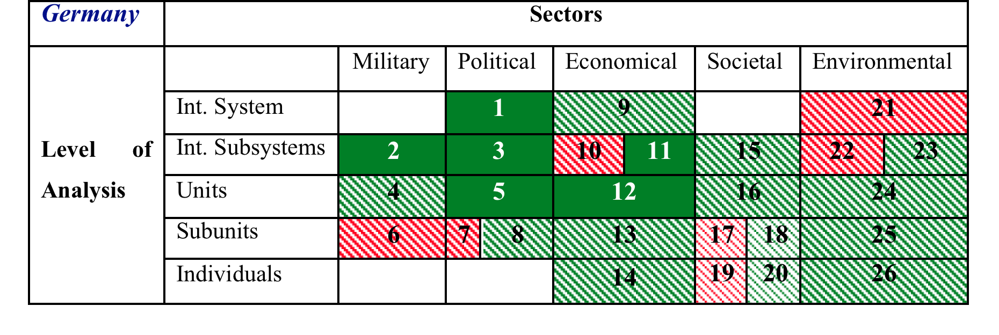 Germany Sectors
Military Political Economical Societal Environmental
Int. System 1 9 21
Level of Int. Subsystems 2 3 10 11 15 22 23
Analysis Units 4 5 12 16 24
Subunits 6 7 8 13 17 18 25
Individuals 14 19 20 26